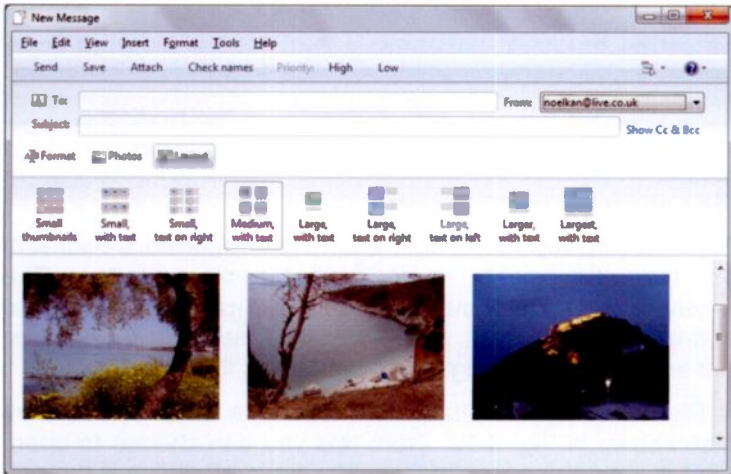 New Message
File Edit View Insert Format Tools Help
Send Save Attach Check names Priority: High Low
To: From: noelkan@live.co.uk
Subject: Show Cc & Bcc
Format Photos Layout
Small thumbnails
Small, with text
Small, text on right
Medium, with text
Large, with text
Large, text on right
Large, text on left
Larger, with text
Largest, with text